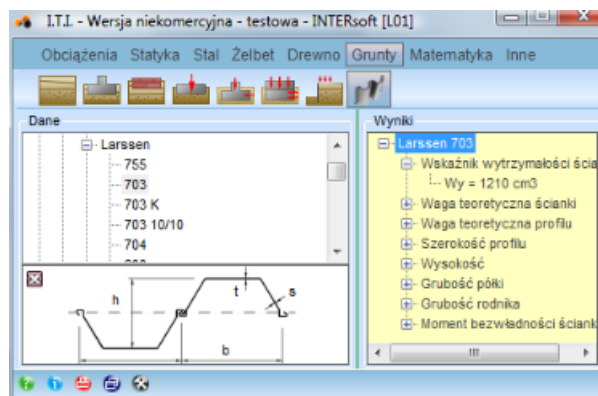 I.T.I. - Wersja niekomercyjna - testowa - INTERsoft [L01]
Obciążenia Statyka Stal Żelbet Drewno Grunty Matematyka Inne
Dane
Larssen
755
703
703 K
703 10/10
704
h
t
s
b
Wyniki
Larssen 703
Wskaźnik wytrzymałości ścia
Wy = 1210 cm3
Waga teoretyczna ścianki
Waga teoretyczna profilu
Szerokość profilu
Wysokość
Grubość półki
Grubość rodnika
Moment bezwładności ściank